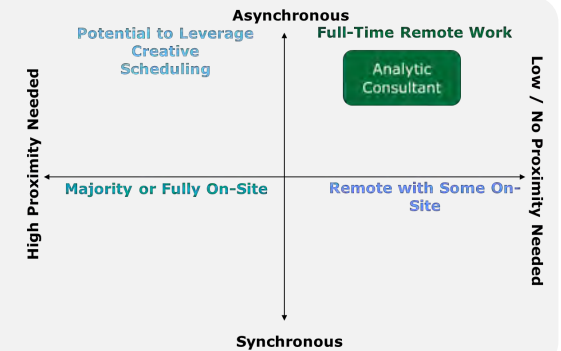 Asynchronous
Potential to Leverage
Creative
Scheduling
Full-Time Remote Work
Analytic
Consultant
High Proximity Needed
Low / No Proximity Needed
Majority or Fully On-Site
Remote with Some On-
Site
Synchronous